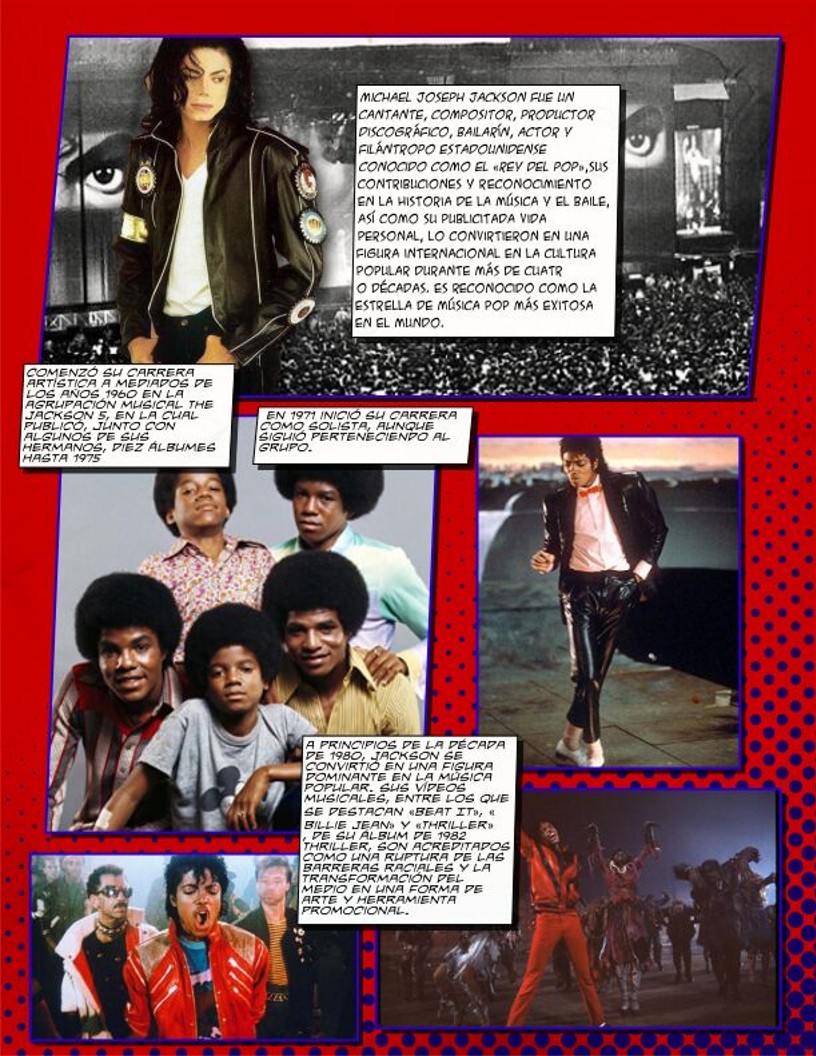 MICHAEL JOSEPH JACKSON FUE UN
CANTANTE, COMPOSITOR, PRODUCTOR
DISCOGRÁFICO, BAILARÍN, ACTOR Y
FILÁNTROPO ESTADOUNIDENSE
CONOCIDO COMO EL «REY DEL POP»,SUS
CONTRIBUCIONES Y RECONOCIMIENTO
EN LA HISTORIA DE LA MÚSICA Y EL BAILE,
ASÍ COMO SU PUBLICITADA VIDA
PERSONAL, LO CONVIRTIERON EN UNA
FIGURA INTERNACIONAL EN LA CULTURA
POPULAR DURANTE MÁS DE CUATR
O DÉCADAS. ES RECONOCIDO COMO LA
ESTRELLA DE MÚSICA POP MÁS EXITOSA
EN EL MUNDO.
COMENZÓ SU CARRERA
ARTÍSTICA A MEDIADOS DE
LOS AÑOS 1960 EN LA
AGRUPACIÓN MUSICAL THE
JACKSON 5, EN LA CUAL
PUBLICÓ, JUNTO CON
ALGUNOS DE SUS
HERMANOS, DIEZ ÁLBUMES
HASTA 1975
EN 1971 INICIÓ SU CARRERA
COMO SOLISTA, AUNQUE
SIGUIÓ PERTENECIENDO AL
GRUPO.
A PRINCIPIOS DE LA DÉCADA
DE 1980, JACKSON SE
CONVIRTIÓ EN UNA FIGURA
DOMINANTE EN LA MÚSICA
POPULAR. SUS VÍDEOS
MUSICALES, ENTRE LOS QUE
SE DESTACAN «BEAT IT», «
BILLIE JEAN» Y «THRILLER»
, DE SU ÁLBUM DE 1982
THRILLER, SON ACREDITADOS
COMO UNA RUPTURA DE LAS
BARRERAS RACIALES Y LA
TRANSFORMACIÓN DEL
MEDIO EN UNA FORMA DE
ARTE Y HERRAMIENTA
PROMOCIONAL.